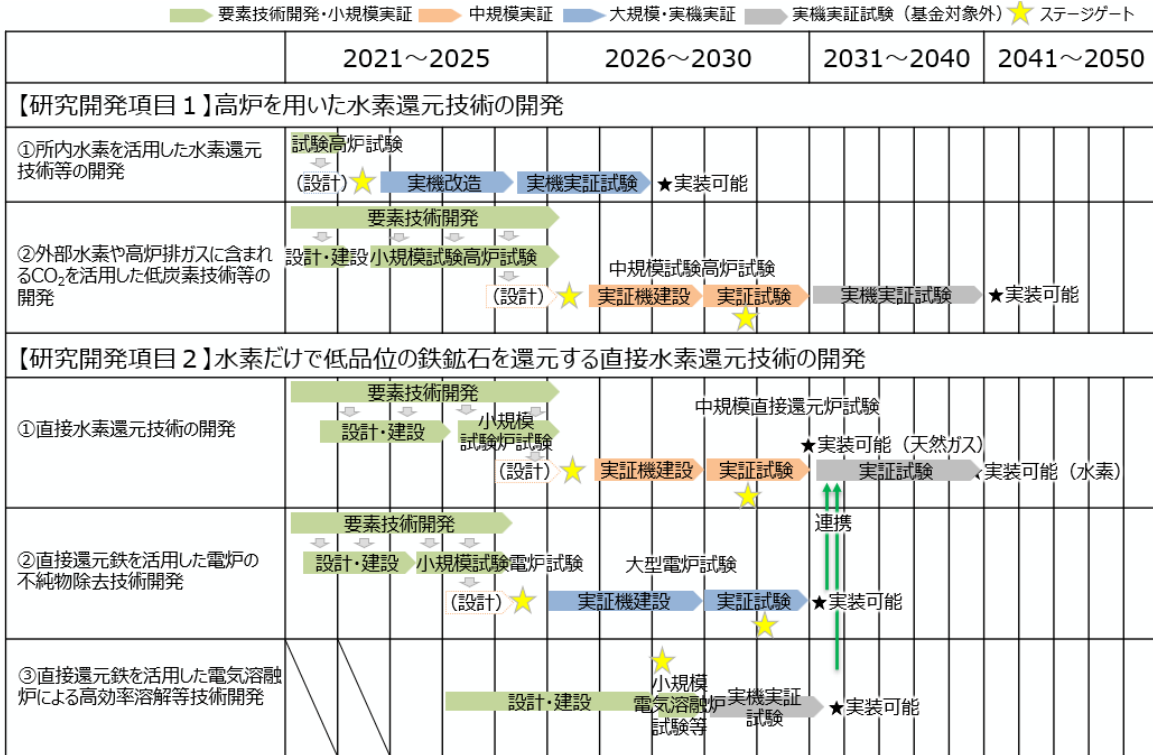 要素技術開発・小規模実証 中規模実証 大規模・実機実証 実機実証試験（基金対象外） ステージゲート
2021～2025 2026～2030 2031～2040 2041～2050
【研究開発項目１】高炉を用いた水素還元技術の開発
①所内水素を活用した水素還元
技術等の開発
試験高炉試験
（設計） 実機改造 実機実証試験 ★実装可能
②外部水素や高炉排ガスに含まれ
るCO₂を活用した低炭素技術等の
開発
要素技術開発
設計・建設 小規模試験高炉試験
中規模試験高炉試験
（設計） 実証機建設 実証試験 実機実証試験 ★実装可能
【研究開発項目２】水素だけで低品位の鉄鉱石を還元する直接水素還元技術の開発
①直接水素還元技術の開発
要素技術開発
設計・建設
小規模
試験炉試験
中規模直接還元炉試験
★実装可能（天然ガス）
（設計） 実証機建設 実証試験 実証試験 ★実装可能（水素）
連携
②直接還元鉄を活用した電炉の
不純物除去技術開発
要素技術開発
設計・建設 小規模試験電炉試験
大型電炉試験
（設計） 実証機建設 実証試験 ★実装可能
③直接還元鉄を活用した電気溶融
炉による高効率溶解等技術開発
設計・建設
小規模
電気溶融炉
試験等
実機実証
試験
★実装可能